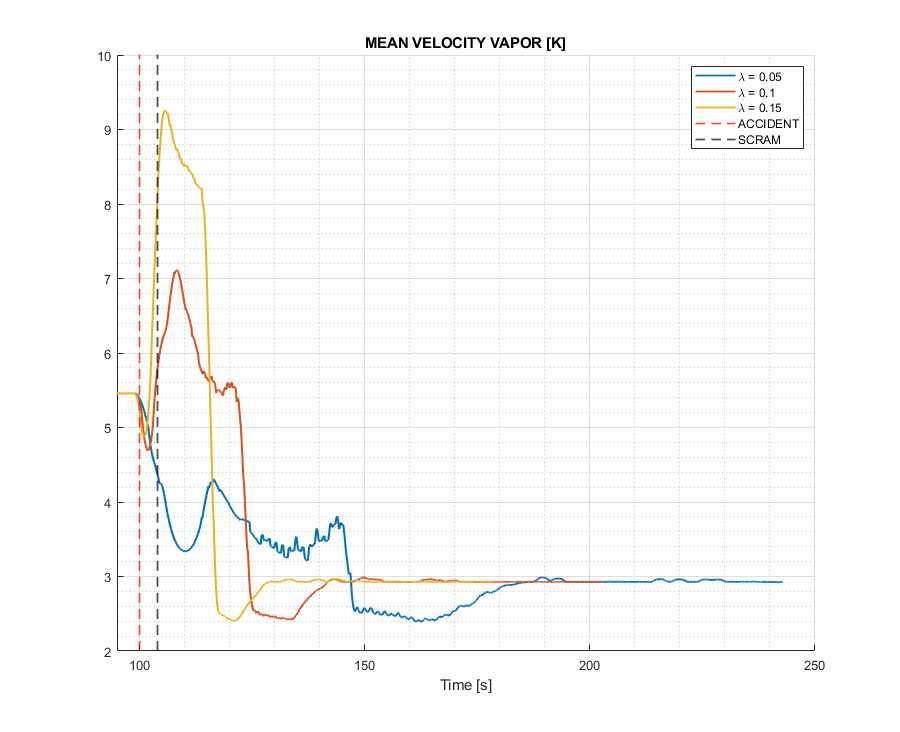 MEAN VELOCITY VAPOR [K]
10
9
8
7
6
5
4
3
2
λ = 0.05
λ = 0.1
λ = 0.15
ACCIDENT
SCRAM
100 150 200 250
Time [s]